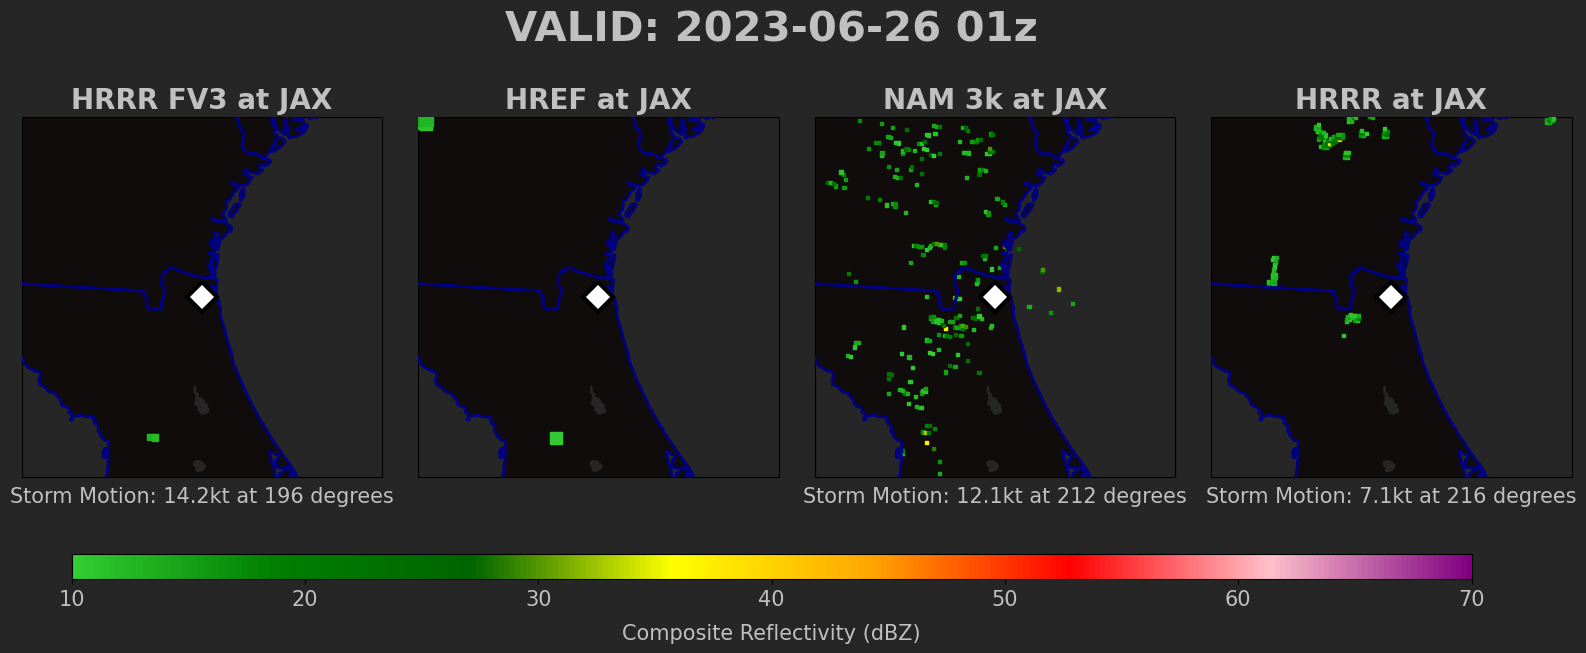 VALID: 2023-06-26 01z
HRRR FV3 at JAX
HREF at JAX
NAM 3k at JAX
HRRR at JAX
Storm Motion: 14.2kt at 196 degrees
Storm Motion: 12.1kt at 212 degrees
Storm Motion: 7.1kt at 216 degrees
10 20 30 40 50 60 70
Composite Reflectivity (dBZ)